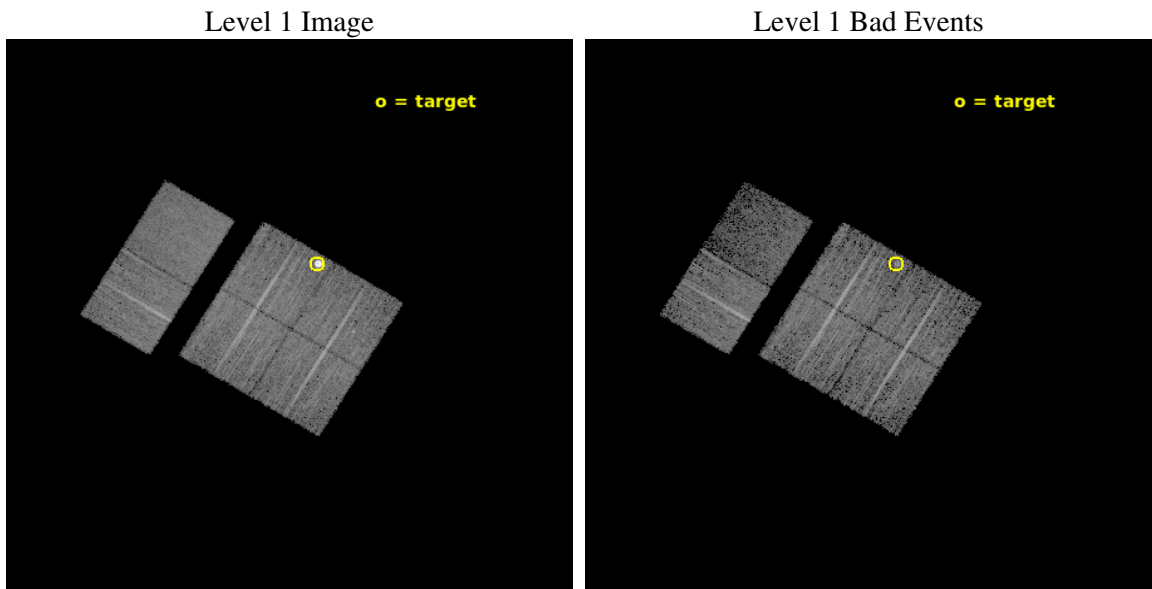 Level 1 Image
Level 1 Bad Events
o = target
o = target